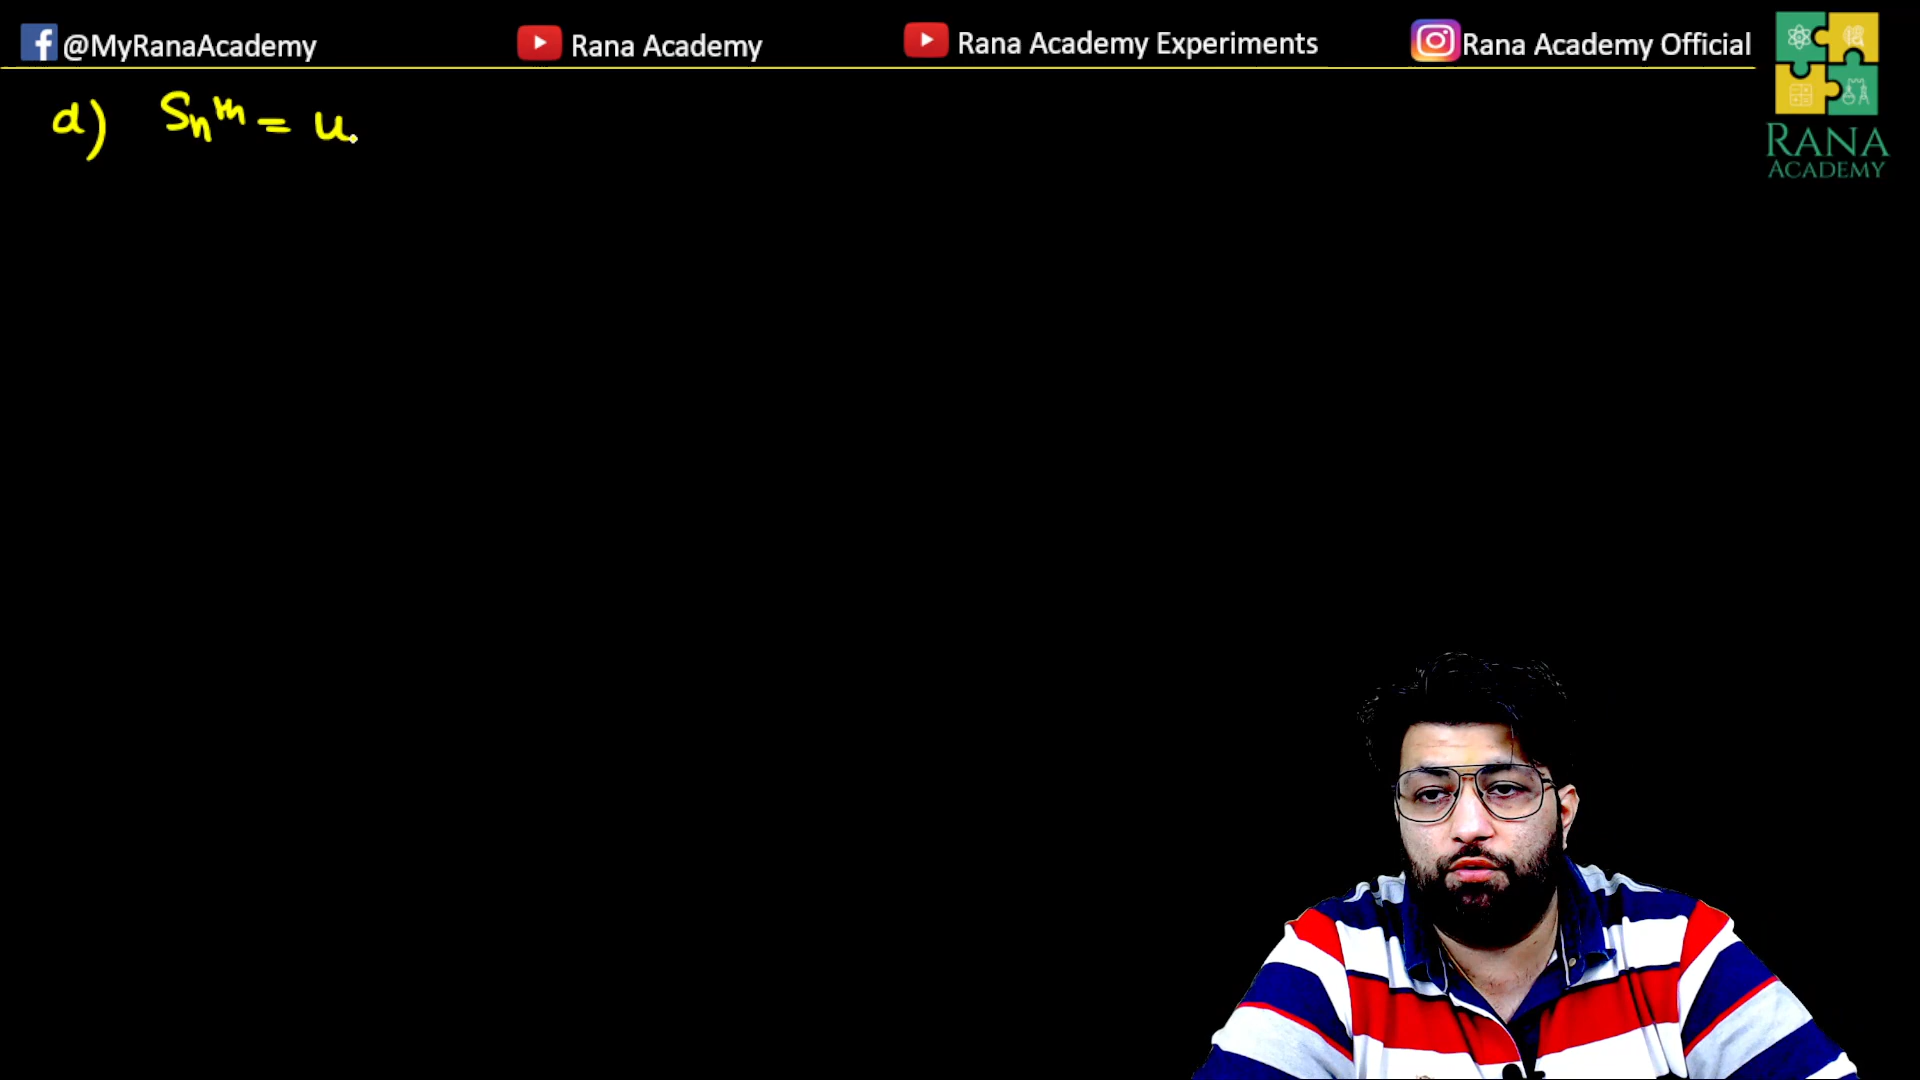 @MyRanaAcademy Rana Academy Rana Academy Experiments Rana Academy Official
RANA
ACADEMY
a) Snᵐ = u